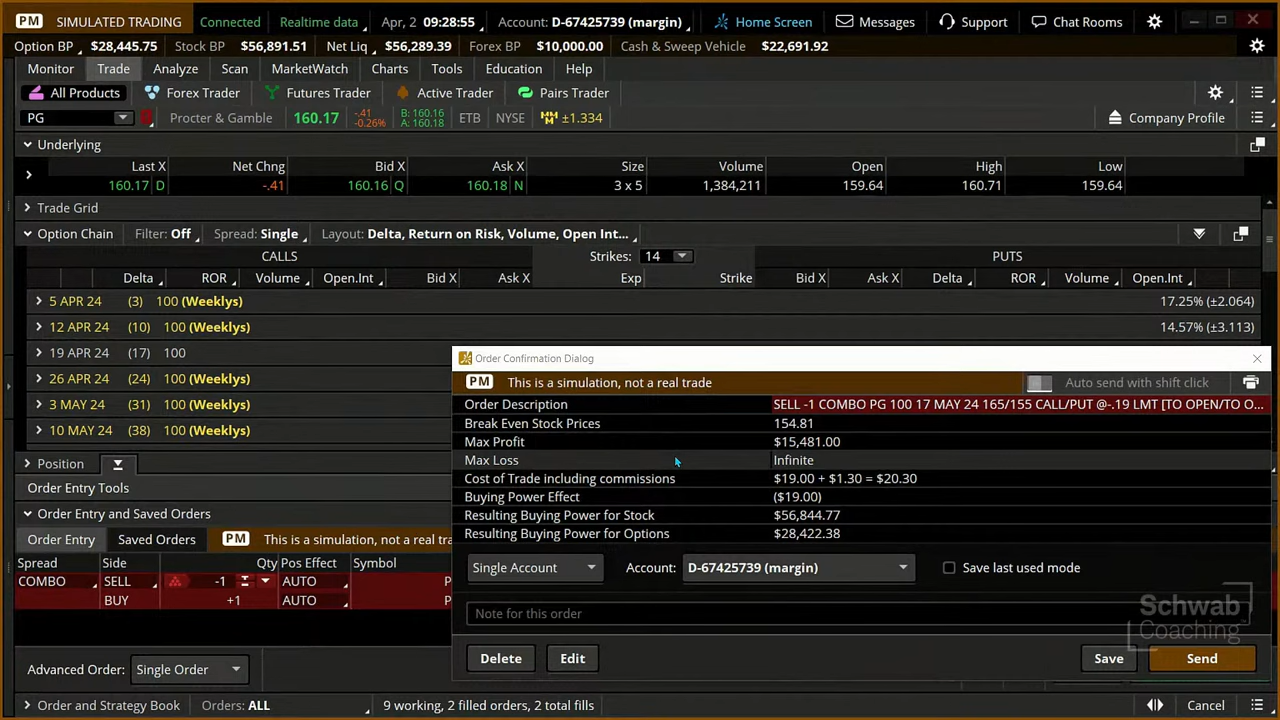 PM SIMULATED TRADING Connected Realtime data Apr, 2 09:28:55 Account: D-67425739 (margin) Home Screen Messages Support Chat Rooms
Option BP $28,445.75 Stock BP $56,891.51 Net Liq $56,289.39 Forex BP $10,000.00 Cash & Sweep Vehicle $22,691.92
Monitor Trade Analyze Scan MarketWatch Charts Tools Education Help
All Products Forex Trader Futures Trader Active Trader Pairs Trader
PG Procter & Gamble 160.17 -.41 -0.26% B: 160.16 A: 160.18 ETB NYSE ±1.334 Company Profile
Underlying
Last X Net Chng Bid X Ask X Size Volume Open High Low
160.17 D -.41 160.16 Q 160.18 N 3 x 5 1,384,211 159.64 160.71 159.64
Trade Grid
Option Chain Filter: Off Spread: Single Layout: Delta, Return on Risk, Volume, Open Int...
CALLS Strikes: 14 PUTS
Delta ROR Volume Open.Int Bid X Ask X Exp Strike Bid X Ask X Delta ROR Volume Open.Int
5 APR 24 (3) 100 (Weeklys) 17.25% (±2.064)
12 APR 24 (10) 100 (Weeklys) 14.57% (±3.113)
19 APR 24 (17) 100
26 APR 24 (24) 100 (Weeklys)
3 MAY 24 (31) 100 (Weeklys)
10 MAY 24 (38) 100 (Weeklys)
Position
Order Entry Tools
Order Entry and Saved Orders
Order Entry Saved Orders PM This is a simulation, not a real tra
Spread Side Qty Pos Effect Symbol
COMBO SELL -1 AUTO P
BUY +1 AUTO P
Advanced Order: Single Order
Order Confirmation Dialog
PM This is a simulation, not a real trade Auto send with shift click
Order Description SELL -1 COMBO PG 100 17 MAY 24 165/155 CALL/PUT @-.19 LMT [TO OPEN/TO O...
Break Even Stock Prices 154.81
Max Profit $15,481.00
Max Loss Infinite
Cost of Trade including commissions $19.00 + $1.30 = $20.30
Buying Power Effect ($19.00)
Resulting Buying Power for Stock $56,844.77
Resulting Buying Power for Options $28,422.38
Single Account Account: D-67425739 (margin) Save last used mode
Note for this order
Schwab
Coaching
Delete Edit Save Send
Order and Strategy Book Orders: ALL 9 working, 2 filled orders, 2 total fills Cancel